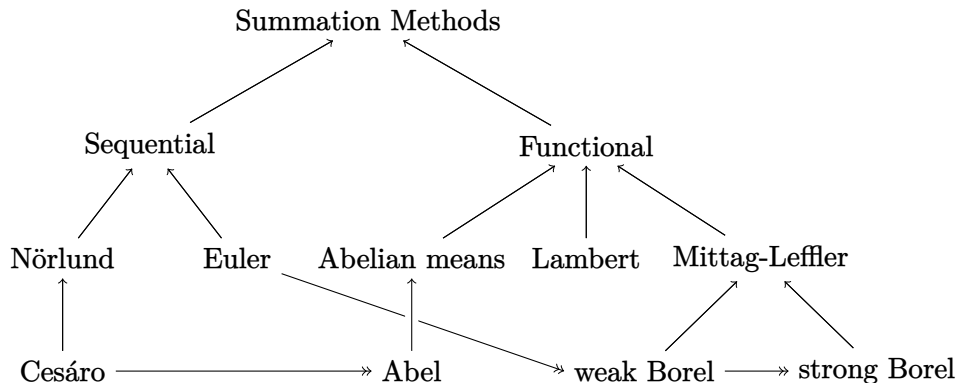 Summation Methods
Sequential
Functional
Nörlund
Euler
Abelian means
Lambert
Mittag-Leffler
Cesáro
Abel
weak Borel
strong Borel